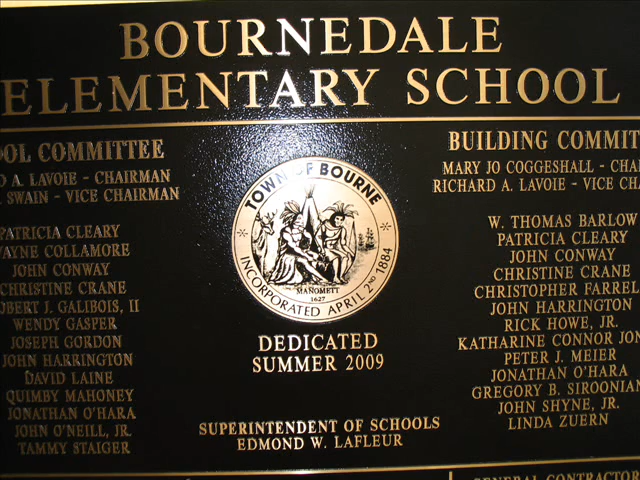 BOURNEDALE
ELEMENTARY SCHOOL
OOL COMMITTEE
D A. LAVOIE - CHAIRMAN
. SWAIN - VICE CHAIRMAN
PATRICIA CLEARY
WAYNE COLLAMORE
JOHN CONWAY
CHRISTINE CRANE
OBERT J. GALIBOIS, II
WENDY GASPER
JOSEPH GORDON
JOHN HARRINGTON
DAVID LAINE
QUIMBY MAHONEY
JONATHAN O'HARA
JOHN O'NEILL, JR.
TAMMY STAIGER
TOWN OF BOURNE
MANOMETT
1627
INCORPORATED APRIL 2ND 1884
DEDICATED
SUMMER 2009
SUPERINTENDENT OF SCHOOLS
EDMOND W. LAFLEUR
BUILDING COMMIT
MARY JO COGGESHALL - CHA
RICHARD A. LAVOIE - VICE CHA
W. THOMAS BARLOW
PATRICIA CLEARY
JOHN CONWAY
CHRISTINE CRANE
CHRISTOPHER FARREL
JOHN HARRINGTON
RICK HOWE, JR.
KATHARINE CONNOR JON
PETER J. MEIER
JONATHAN O'HARA
GREGORY B. SIROONIAN
JOHN SHYNE, JR.
LINDA ZUERN
GENERAL CONTRACTOR